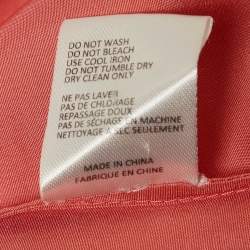 DO NOT WASH
DO NOT BLEACH
USE COOL IRON
DO NOT TUMBLE DRY
DRY CLEAN ONLY
NE PAS LAVER
PAS DE CHLORAGE
REPASSAGE DOUX
PAS DE SÉCHAGE EN MACHINE
NETTOYAGE A SEC SEULEMENT
MADE IN CHINA
FABRIQUE EN CHINE